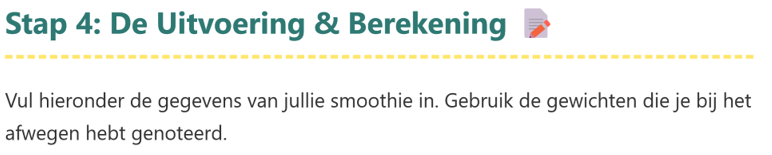 Stap 4: De Uitvoering & Berekening 📝
Vul hieronder de gegevens van jullie smoothie in. Gebruik de gewichten die je bij het
afwegen hebt genoteerd.